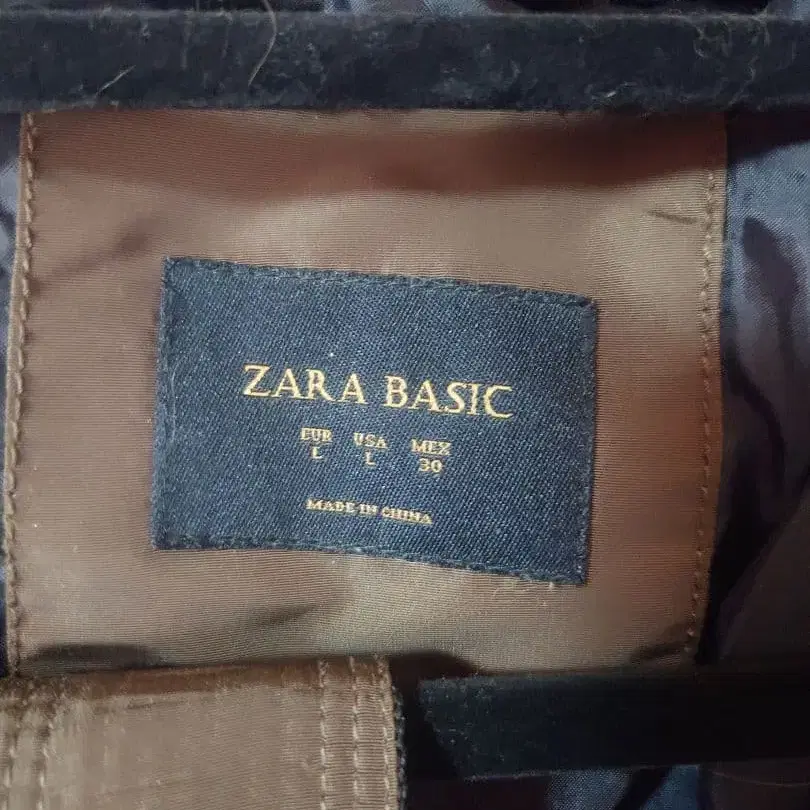 ZARA BASIC
EUR USA MEX
L L 30
MADE IN CHINA